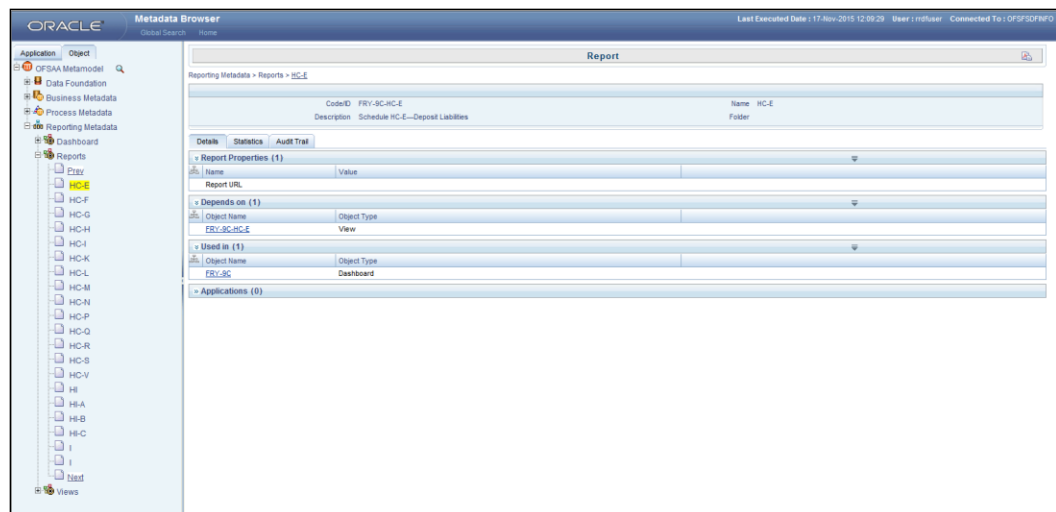 ORACLE
Metadata Browser
Last Executed Date : 17-Nov-2015 12:09:29 User : rrdfuser Connected To : OFSFSDFINFO
Global Search Home
Application Object
OFSAA Metamodel
Data Foundation
Business Metadata
Process Metadata
Reporting Metadata
Dashboard
Reports
Prev
HC-E
HC-F
HC-G
HC-H
HC-I
HC-K
HC-L
HC-M
HC-N
HC-P
HC-Q
HC-R
HC-S
HC-V
HI
HI-A
HI-B
HI-C
I
I
Next
Views
Report
Reporting Metadata > Reports > HC-E
Code/ID FRY-9C-HC-E Name HC-E
Description Schedule HC-E—Deposit Liabilities Folder
Details Statistics Audit Trail
Report Properties (1)
Name Value
Report URL
Depends on (1)
Object Name Object Type
FRY-9C-HC-E View
Used in (1)
Object Name Object Type
FRY-9C Dashboard
Applications (0)